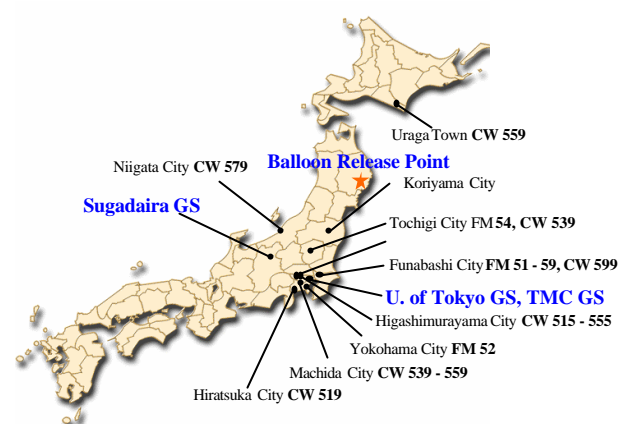 Uraga Town CW 559
Balloon Release Point
Niigata City CW 579
Koriyama City
Sugadaira GS
Tochigi City FM 54, CW 539
Funabashi City FM 51 - 59, CW 599
U. of Tokyo GS, TMC GS
Higashimurayama City CW 515 - 555
Yokohama City FM 52
Machida City CW 539 - 559
Hiratsuka City CW 519